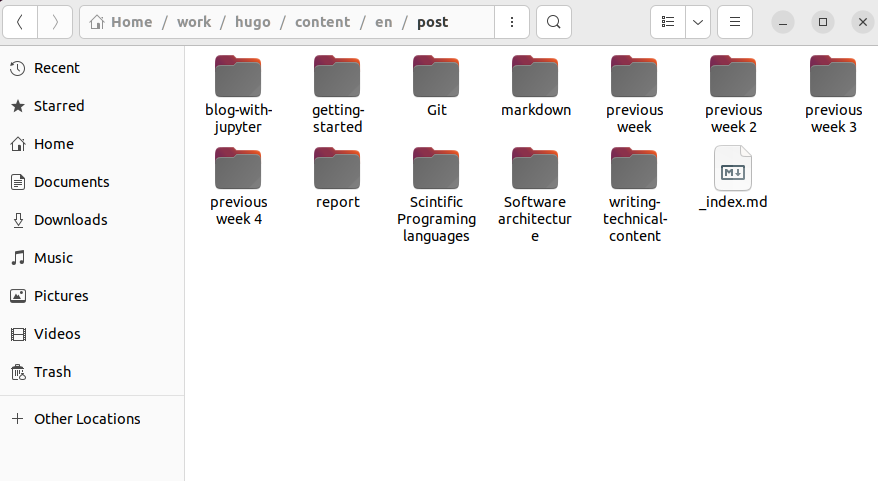 Home / work / hugo / content / en / post
Recent
Starred
Home
Documents
Downloads
Music
Pictures
Videos
Trash
Other Locations
blog-with-
jupyter
getting-
started
Git
markdown
previous
week
previous
week 2
previous
week 3
previous
week 4
report
Scintific
Programing
languages
Software
architectur
e
writing-
technical-
content
M
_index.md